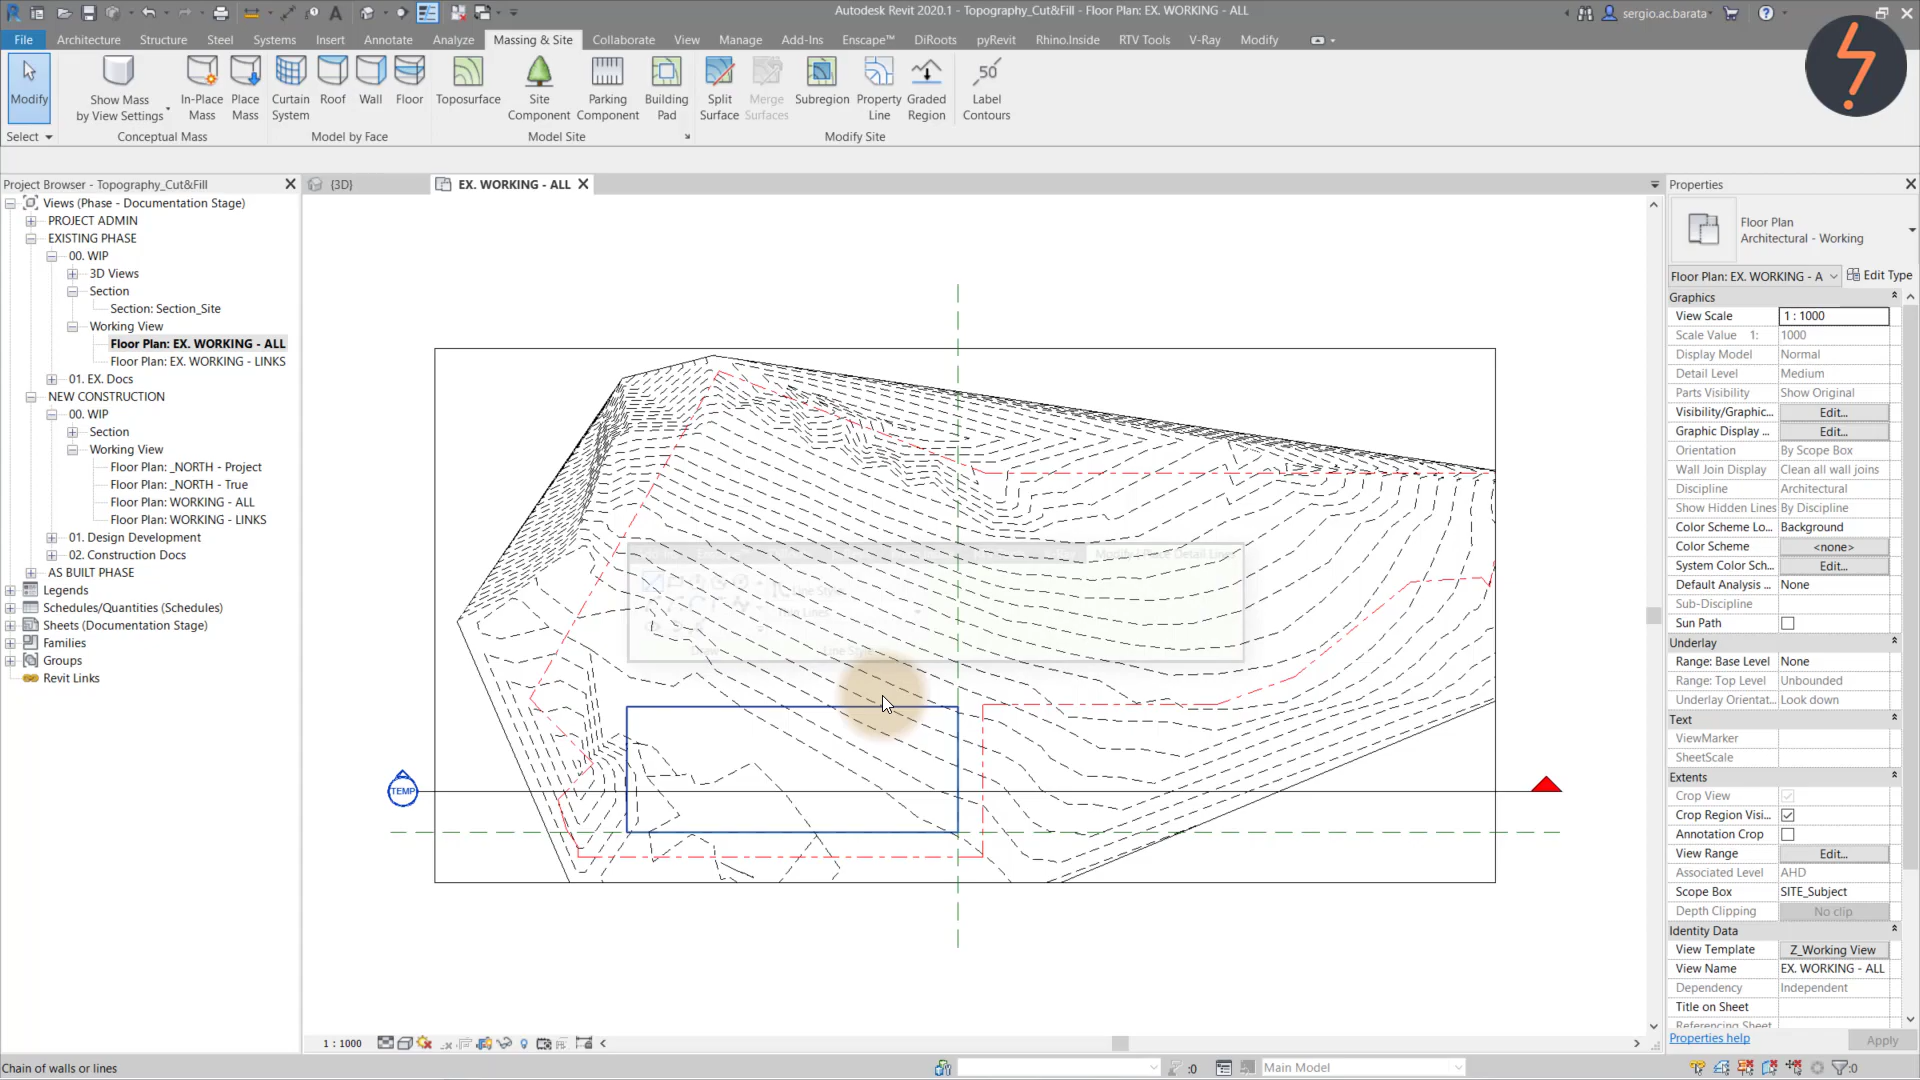 Autodesk Revit 2020.1 - Topography_Cut&Fill - Floor Plan: EX. WORKING - ALL
sergio.ac.barata
File Architecture Structure Steel Systems Insert Annotate Analyze Massing & Site Collaborate View Manage Add-Ins Enscape™ DiRoots pyRevit Rhino.Inside RTV Tools V-Ray Modify
Modify
Show Mass by View Settings
In-Place Mass
Place Mass
Curtain System
Roof
Wall
Floor
Toposurface
Site Component
Parking Component
Building Pad
Split Surface
Merge Surfaces
Subregion
Property Line
Graded Region
50
Label Contours
Select
Conceptual Mass
Model by Face
Model Site
Modify Site
Project Browser - Topography_Cut&Fill
Views (Phase - Documentation Stage)
PROJECT ADMIN
EXISTING PHASE
00. WIP
3D Views
Section
Section: Section_Site
Working View
Floor Plan: EX. WORKING - ALL
Floor Plan: EX. WORKING - LINKS
01. EX. Docs
NEW CONSTRUCTION
00. WIP
Section
Working View
Floor Plan: _NORTH - Project
Floor Plan: _NORTH - True
Floor Plan: WORKING - ALL
Floor Plan: WORKING - LINKS
01. Design Development
02. Construction Docs
AS BUILT PHASE
Legends
Schedules/Quantities (Schedules)
Sheets (Documentation Stage)
Families
Groups
Revit Links
{3D}
EX. WORKING - ALL
Modify | Place Detail Lines
TEMP
Properties
Floor Plan
Architectural - Working
Floor Plan: EX. WORKING - A
Edit Type
Graphics
View Scale 1 : 1000
Scale Value 1: 1000
Display Model Normal
Detail Level Medium
Parts Visibility Show Original
Visibility/Graphic... Edit...
Graphic Display ... Edit...
Orientation By Scope Box
Wall Join Display Clean all wall joins
Discipline Architectural
Show Hidden Lines By Discipline
Color Scheme Lo... Background
Color Scheme <none>
System Color Sch... Edit...
Default Analysis ... None
Sub-Discipline
Sun Path
Underlay
Range: Base Level None
Range: Top Level Unbounded
Underlay Orientat... Look down
Text
ViewMarker
SheetScale
Extents
Crop View
Crop Region Visi...
Annotation Crop
View Range Edit...
Associated Level AHD
Scope Box SITE_Subject
Depth Clipping No clip
Identity Data
View Template Z_Working View
View Name EX. WORKING - ALL
Dependency Independent
Title on Sheet
Referencing Sheet
Properties help
Apply
1 : 1000
Chain of walls or lines
:0
Main Model
:0